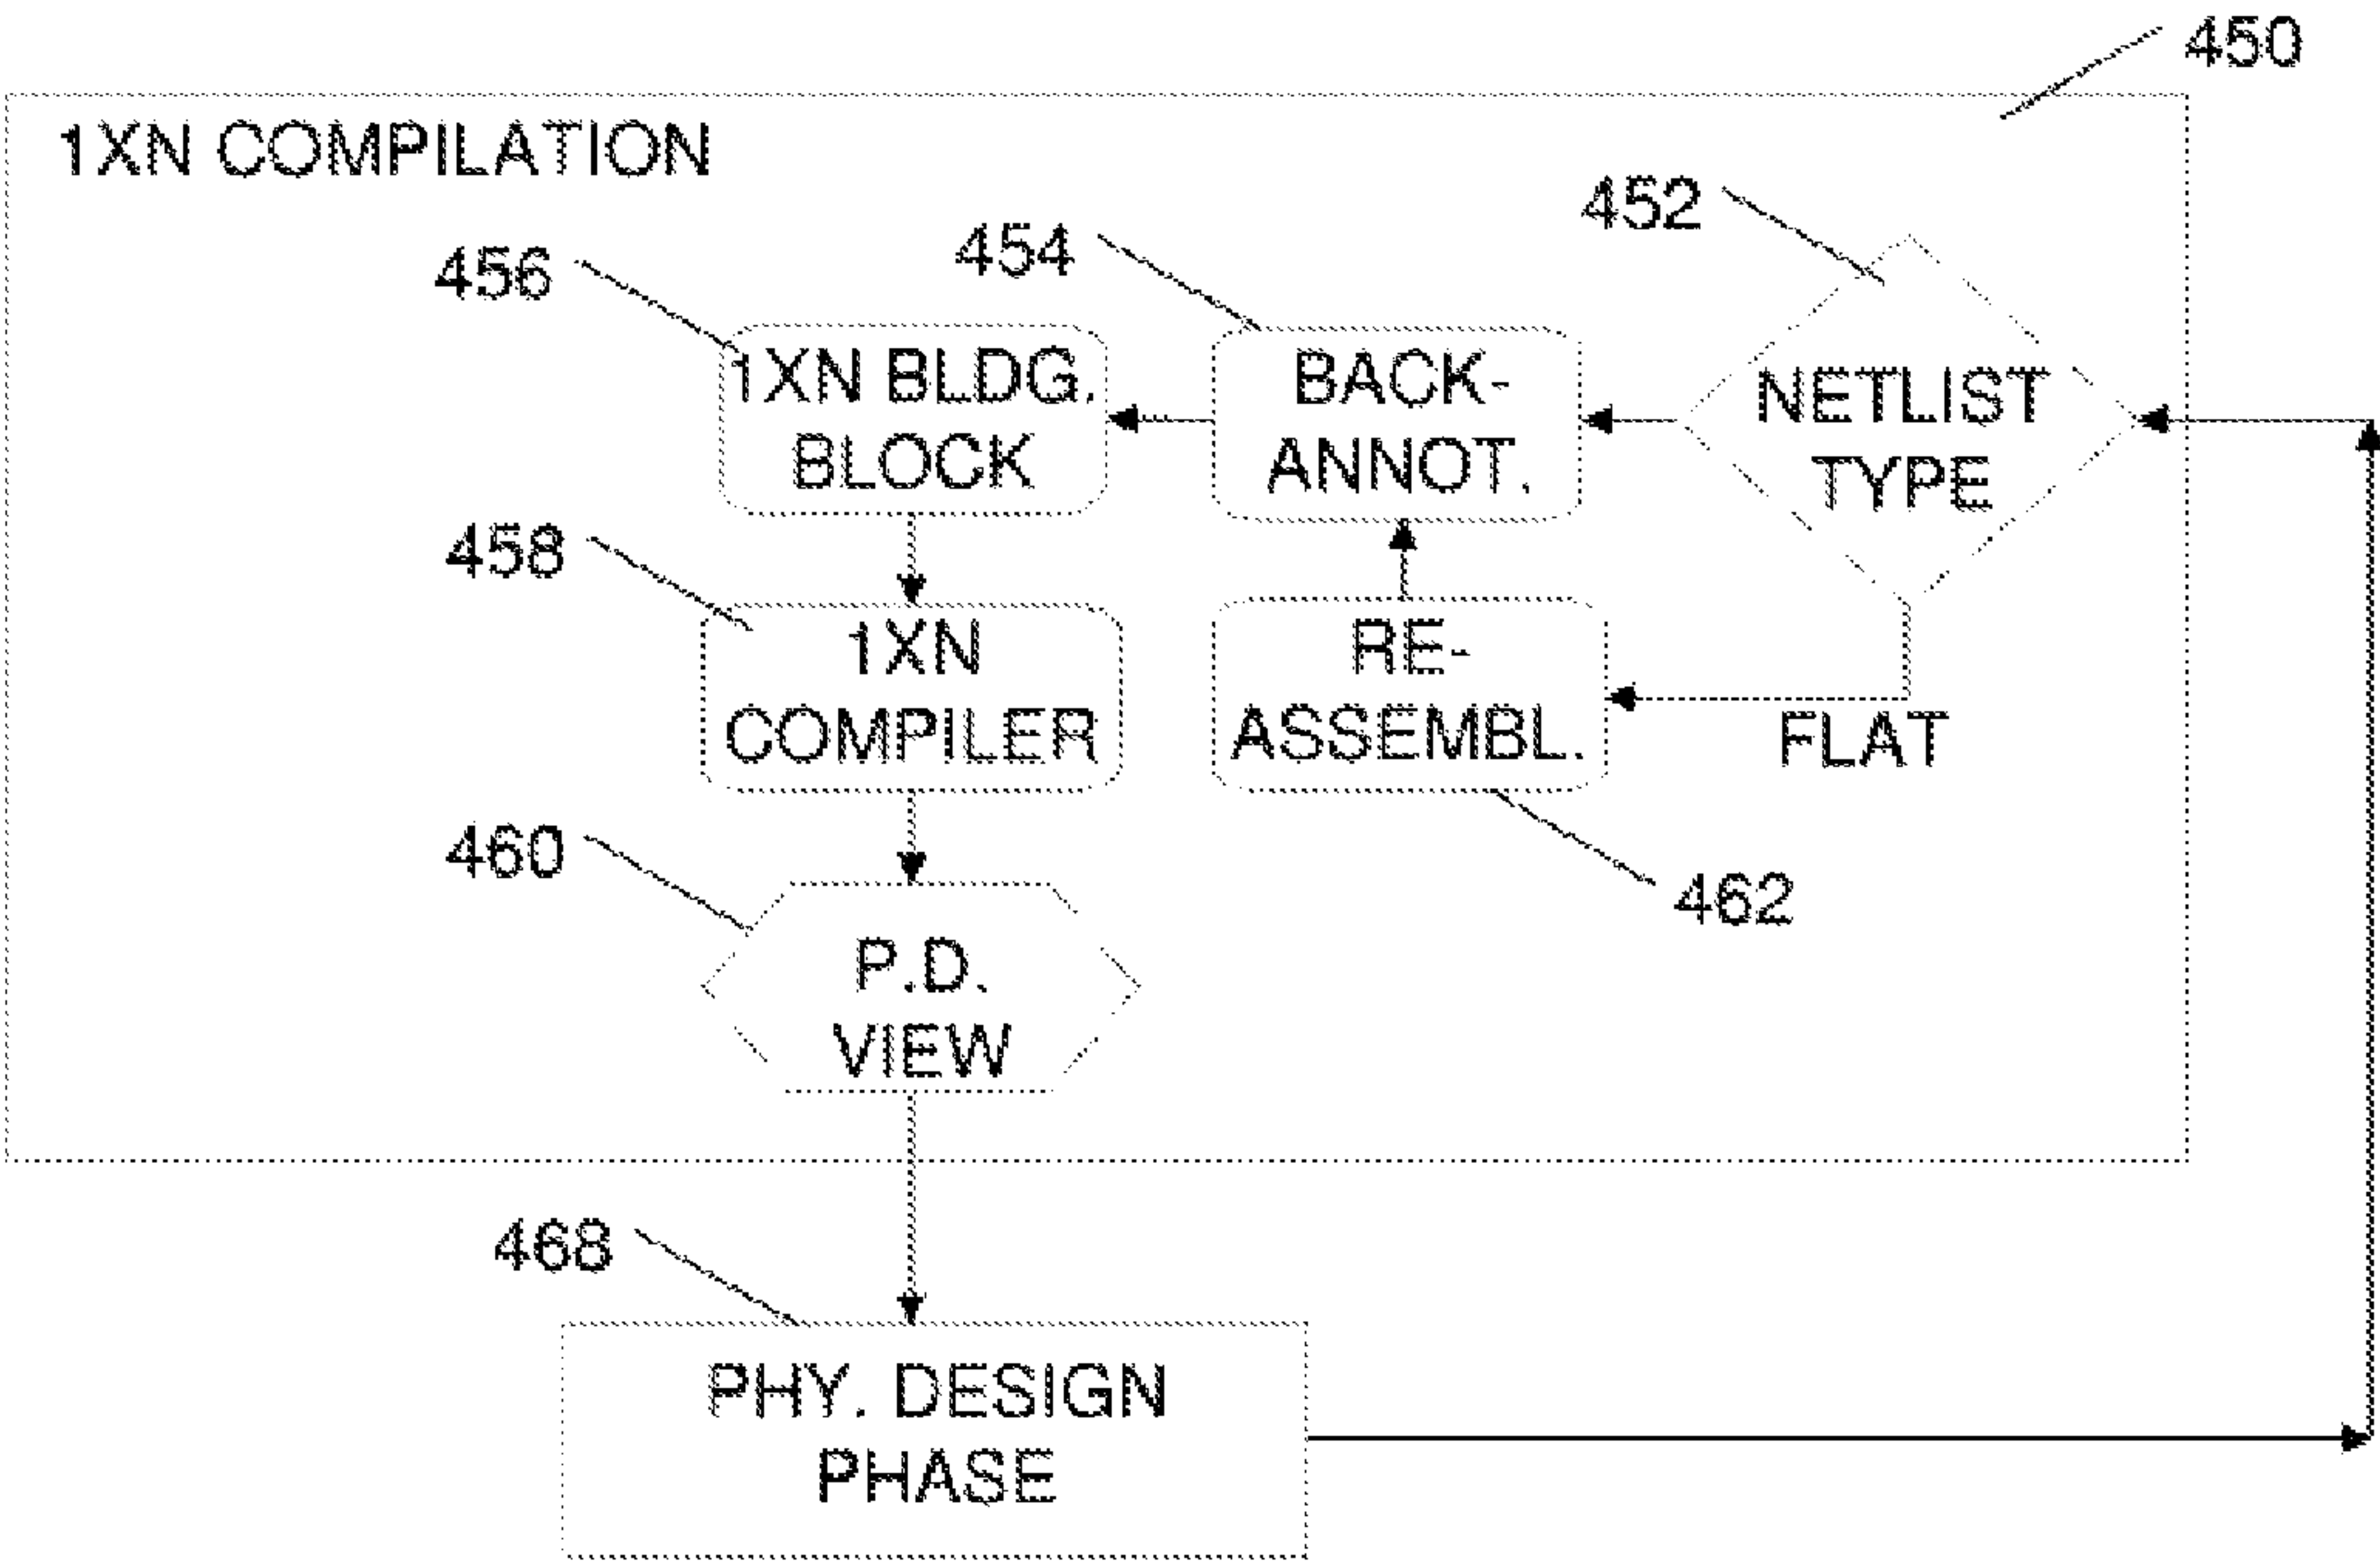 450
1XN COMPILATION
452
454
456
1XN BLDG.
BLOCK
BACK-
ANNOT.
NETLIST
TYPE
458
1XN
COMPILER
RE-
ASSEMBL.
FLAT
460
462
P.D.
VIEW
468
PHY. DESIGN
PHASE